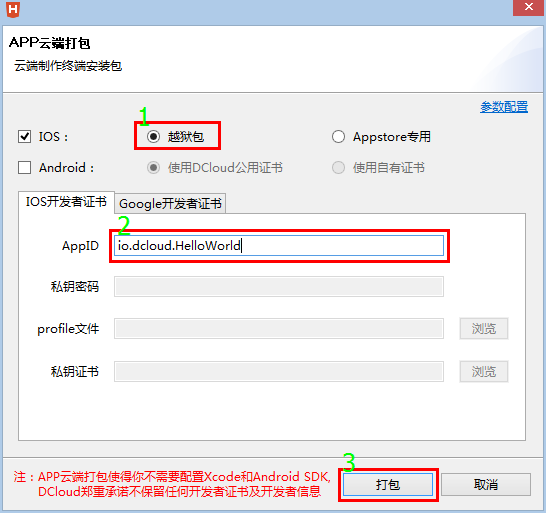 APP云端打包
云端制作终端安装包
参数配置
1
IOS： 越狱包 Appstore专用
Android： 使用DCloud公用证书 使用自有证书
IOS开发者证书 Google开发者证书
2
AppID io.dcloud.HelloWorld
私钥密码
profile文件 浏览
私钥证书 浏览
3
注：APP云端打包使得你不需要配置Xcode和Android SDK,
DCloud郑重承诺不保留任何开发者证书及开发者信息
打包 取消